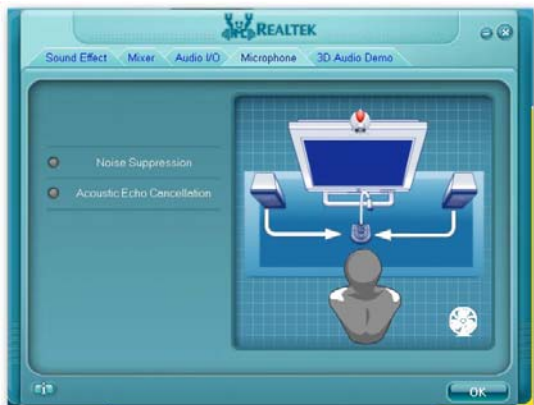 REALTEK
Sound Effect Mixer Audio I/O Microphone 3D Audio Demo
Noise Suppression
Acoustic Echo Cancellation
OK